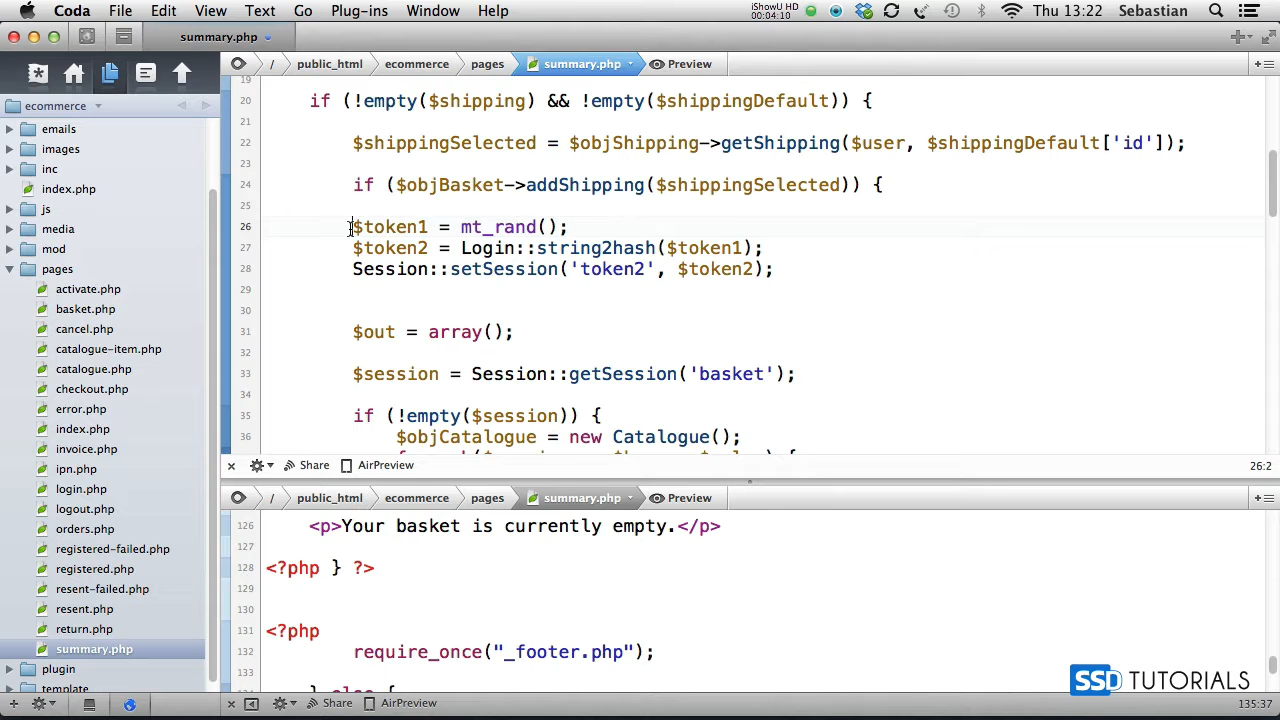 Coda File Edit View Text Go Plug-ins Window Help iShowU HD 00:04:10 Thu 13:22 Sebastian
summary.php
/ public_html ecommerce pages summary.php Preview
ecommerce
emails
images
inc
index.php
js
media
mod
pages
activate.php
basket.php
cancel.php
catalogue-item.php
catalogue.php
checkout.php
error.php
index.php
invoice.php
ipn.php
login.php
logout.php
orders.php
registered-failed.php
registered.php
resent-failed.php
resent.php
return.php
summary.php
plugin
template
19
20 if (!empty($shipping) && !empty($shippingDefault)) {
21
22 $shippingSelected = $objShipping->getShipping($user, $shippingDefault['id']);
23
24 if ($objBasket->addShipping($shippingSelected)) {
25
26 $token1 = mt_rand();
27 $token2 = Login::string2hash($token1);
28 Session::setSession('token2', $token2);
29
30
31 $out = array();
32
33 $session = Session::getSession('basket');
34
35 if (!empty($session)) {
36 $objCatalogue = new Catalogue();
Share AirPreview 26:2
/ public_html ecommerce pages summary.php Preview
126 <p>Your basket is currently empty.</p>
127
128 <?php } ?>
129
130
131 <?php
132 require_once("_footer.php");
133
} else {
Share AirPreview 135:37
SSD TUTORIALS